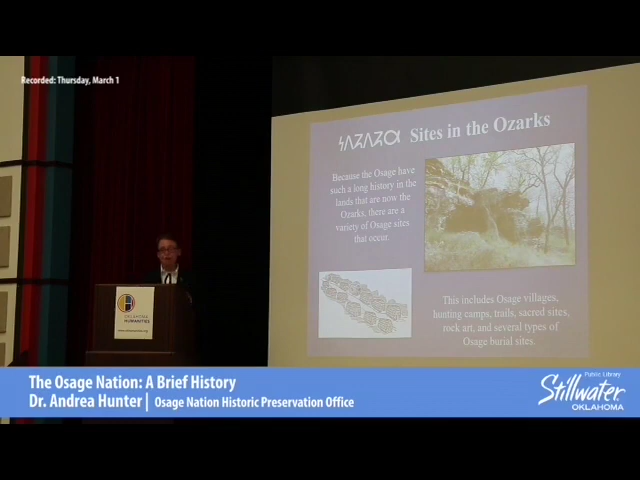 Recorded: Thursday, March 1
𐓏𐒰𐓓𐒰𐓓𐒷 Sites in the Ozarks
Because the Osage have
such a long history in the
lands that are now the
Ozarks, there are a
variety of Osage sites
that occur.
This includes Osage villages,
hunting camps, trails, sacred sites,
rock art, and several types of
Osage burial sites.
OKLAHOMA
HUMANITIES
The Osage Nation: A Brief History
Dr. Andrea Hunter | Osage Nation Historic Preservation Office
Public Library
Stillwater
OKLAHOMA